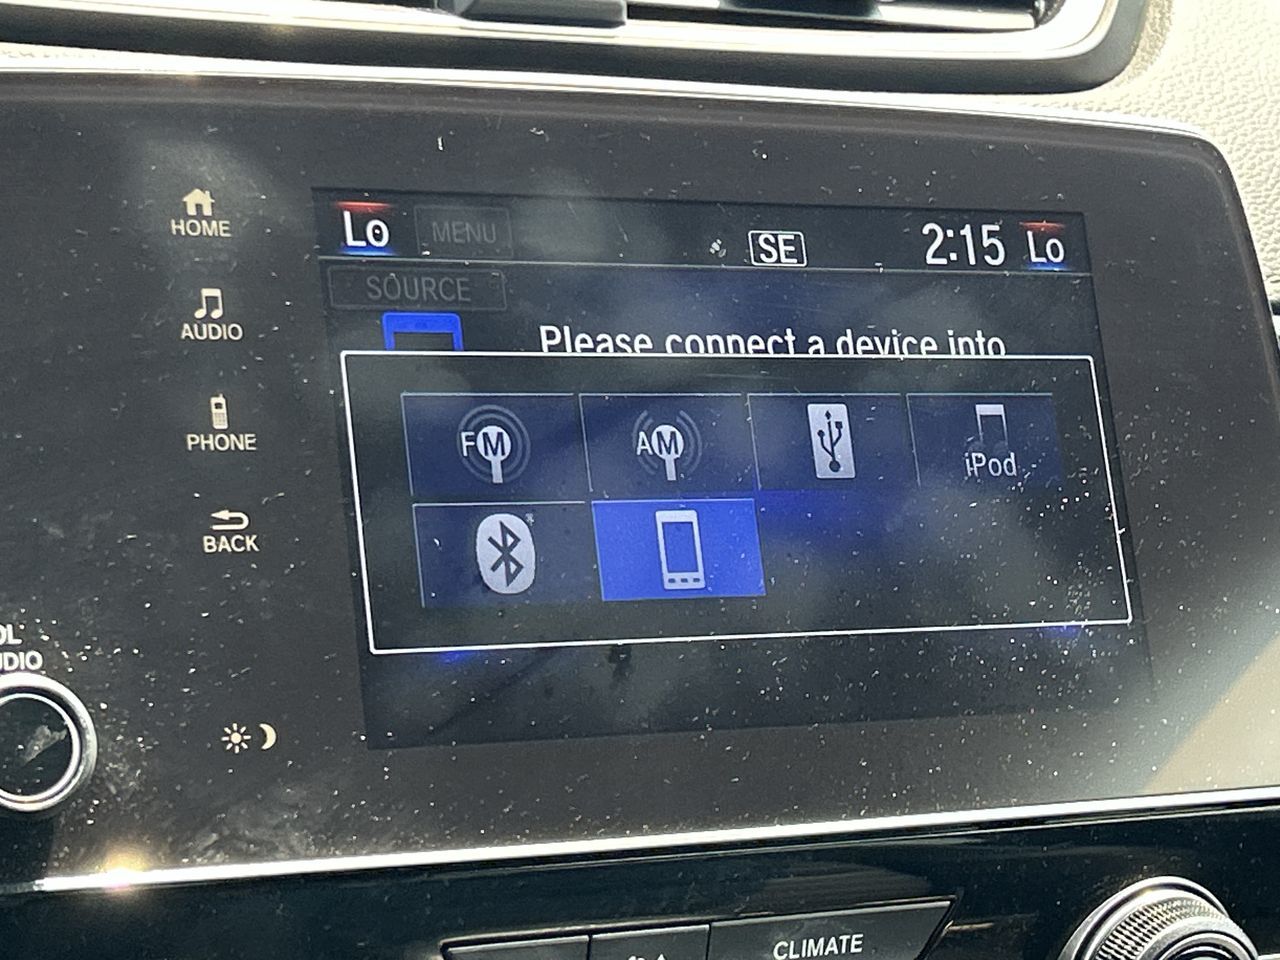 HOME
AUDIO
PHONE
BACK
Lo
MENU
SE
2:15
Lo
SOURCE
Please connect a device into
FM
AM
iPod
CLIMATE